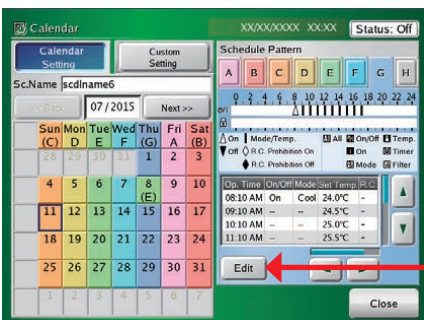 Calendar XX/XX/XXXX XX:XX Status: Off
Calendar Setting Custom Setting
Sc.Name scdlname6
<< Back 07 / 2015 Next >>
Sun (C) Mon D Tue E Wed F Thu (G) Fri A Sat (B)
28 29 30 31 1 2 3
4 5 6 7 8 (E) 9 10
11 12 13 14 15 16 17
18 19 20 21 22 23 24
25 26 27 28 29 30 31
1 2 3 4 5 6 7
Schedule Pattern
A B C D E F G H
0 2 4 6 8 10 12 14 16 18 20 22 24
On Mode/Temp. All On/Off Temp.
Off R.C. Prohibition On On Timer
R.C. Prohibition Off Mode Filter
Op. Time On/Off Mode Set Temp R.C.
08:10 AM On Cool 24.0°C -
09:10 AM -- -- 24.5°C -
10:10 AM -- -- 25.0°C -
11:10 AM -- -- 25.5°C -
Edit
Close